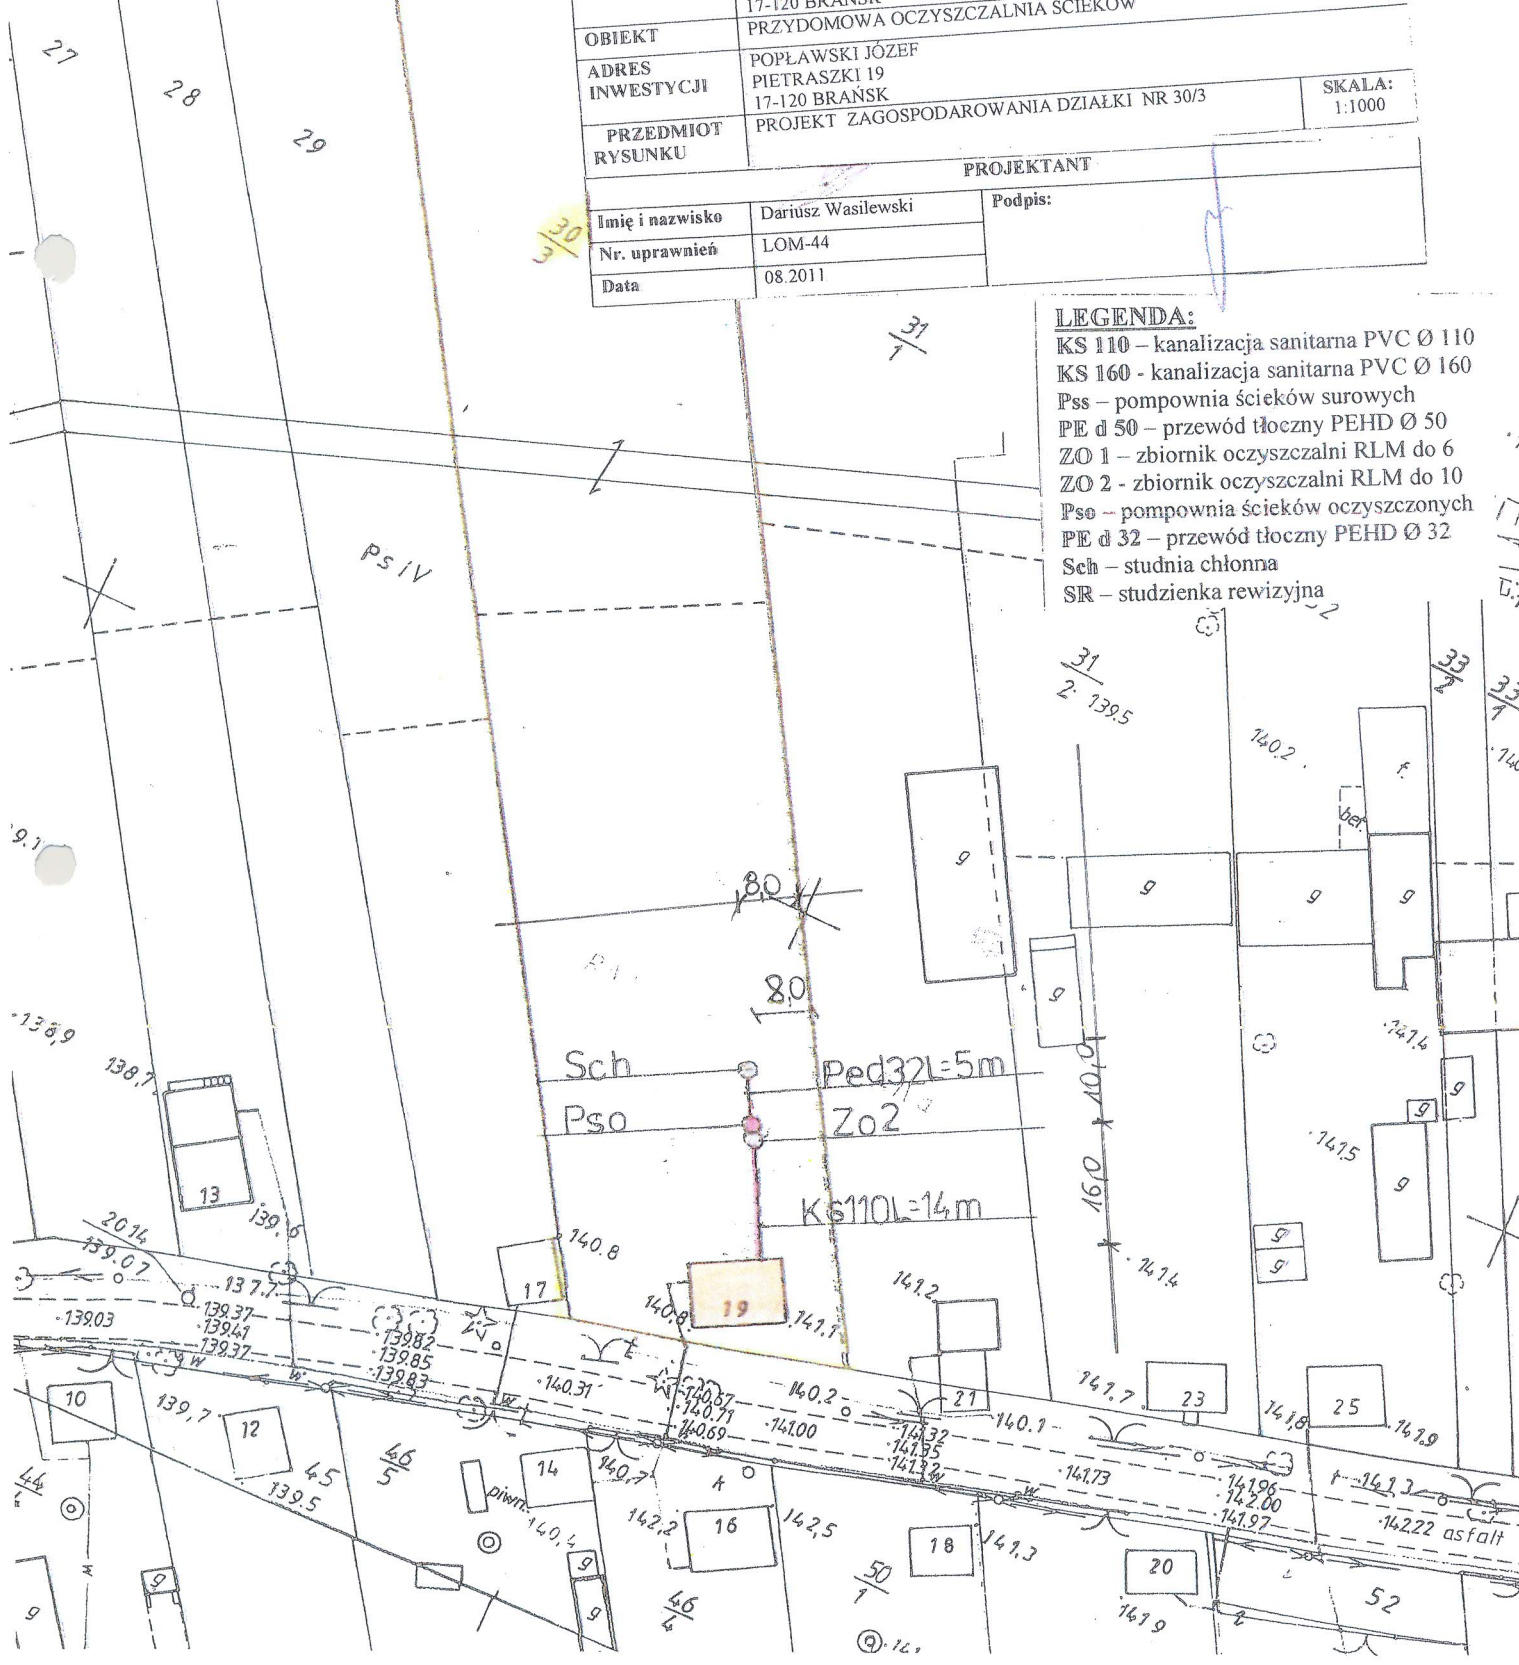 17-120 BRAŃSK
OBIEKT
PRZYDOMOWA OCZYSZCZALNIA ŚCIEKÓW
ADRES
INWESTYCJI
POPŁAWSKI JÓZEF
PIETRASZKI 19
17-120 BRAŃSK
PRZEDMIOT
RYSUNKU
PROJEKT ZAGOSPODAROWANIA DZIAŁKI NR 30/3
SKALA:
1:1000
PROJEKTANT
Imię i nazwisko
Dariusz Wasilewski
Podpis:
Nr. uprawnień
LOM-44
Data
08.2011
LEGENDA:
KS 110 – kanalizacja sanitarna PVC Ø 110
KS 160 - kanalizacja sanitarna PVC Ø 160
Pss – pompownia ścieków surowych
PE d 50 – przewód tłoczny PEHD Ø 50
ZO 1 – zbiornik oczyszczalni RLM do 6
ZO 2 - zbiornik oczyszczalni RLM do 10
Pso – pompownia ścieków oczyszczonych
PE d 32 – przewód tłoczny PEHD Ø 32
Sch – studnia chłonna
SR – studzienka rewizyjna
27
28
29
30
3
31
1
Ps IV
31
2
139.5
33
2
33
1
140.2
f.
ber.
g
g
g
g
g
8,0
8,0
138,9
138,7
141.4
Sch
Ped32L=5m
Pso
Zo2
Ks110L=14m
10,0
16,0
g
g
g
141.5
g
g
13
139,6
2014
139.07
140.8
17
19
140.8
141.1
141.2
141.4
137.7
139.37
139.41
139.37
139.03
139.82
139.85
139.83
140.31
t
140.67
140.71
140.69
140.2
141.00
21
140.1
141.32
141.35
141.32
141.7
23
141.8
25
141.9
141.73
141.96
142.00
141.97
141.3
142.22 asfalt
w
w
w
w
w
10
139,7
12
45
139.5
46
5
44
piwn.
14
140,7
140,4
k
142,2
16
142,5
46
4
50
1
18
141.3
20
141.9
52
g
g
g
g